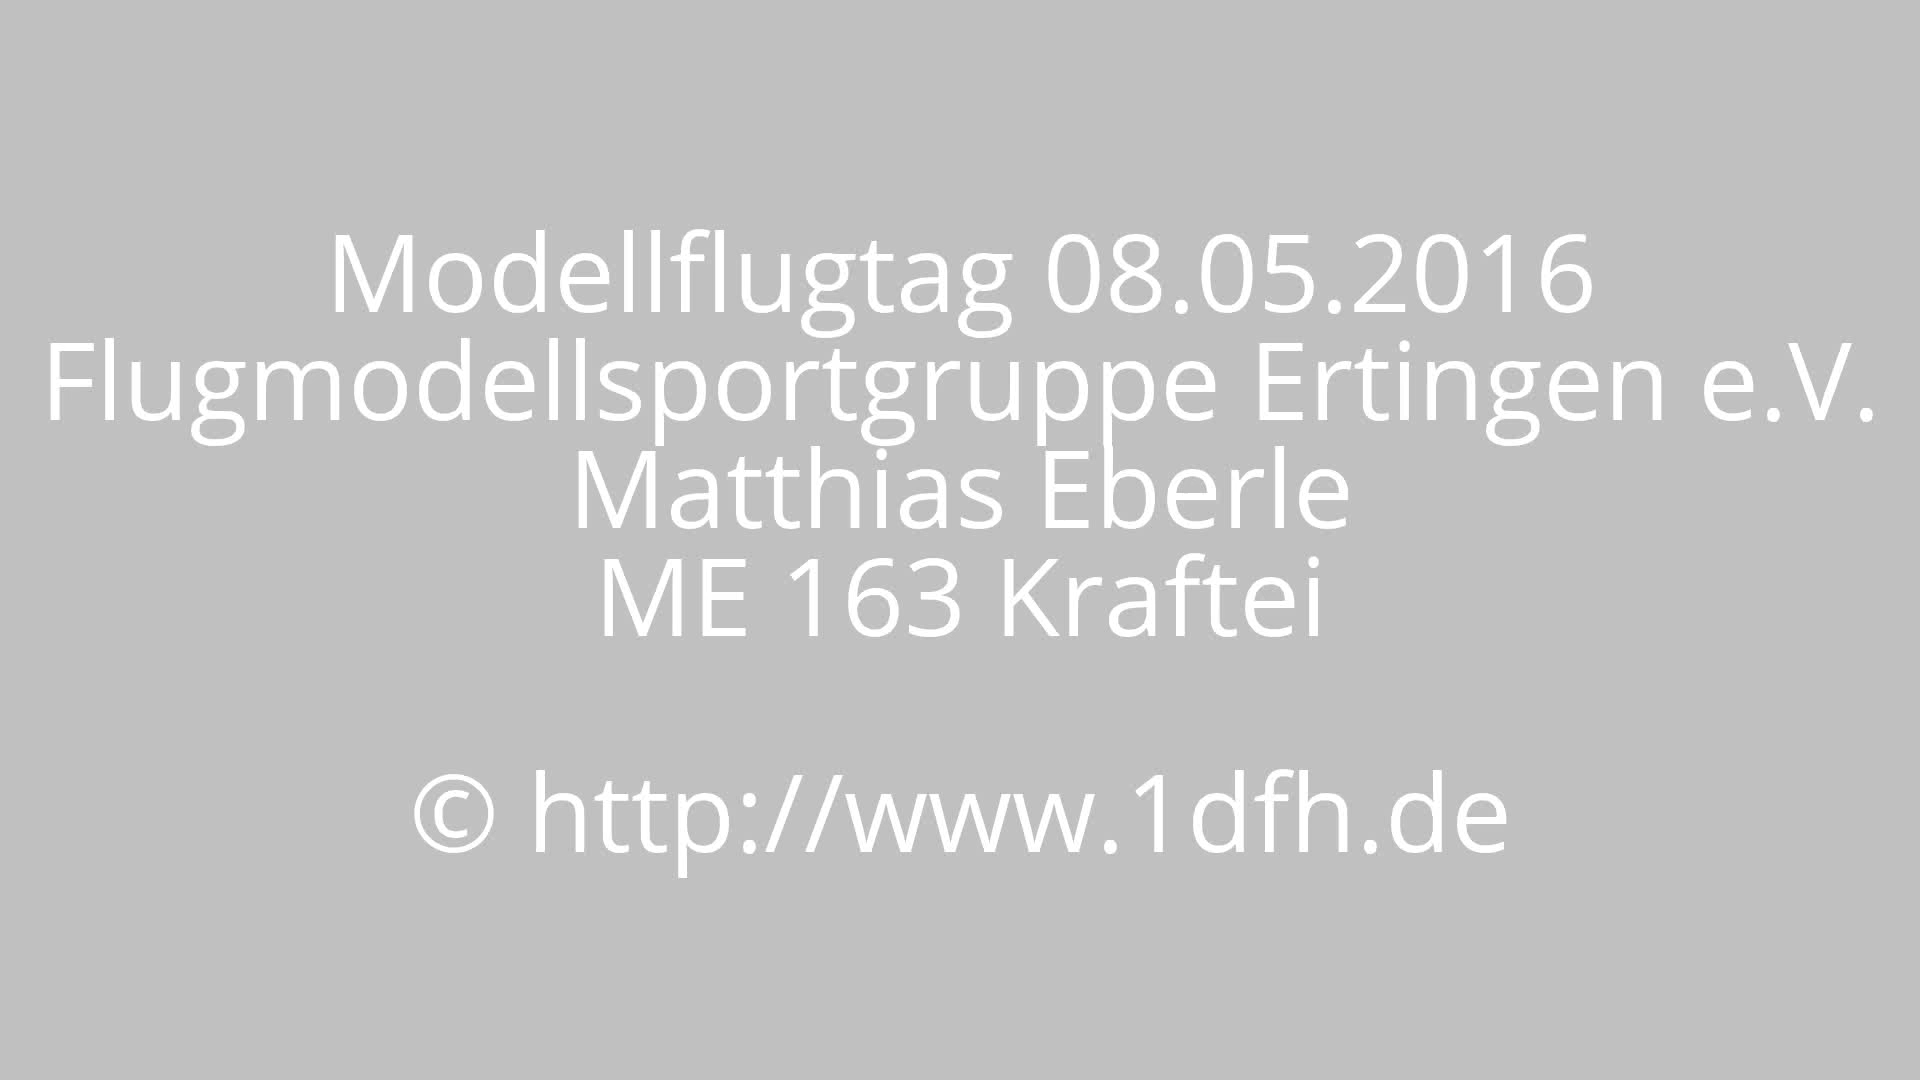 Modellflugtag 08.05.2016
Flugmodellsportgruppe Ertingen e.V.
Matthias Eberle
ME 163 Kraftei
© http://www.1dfh.de